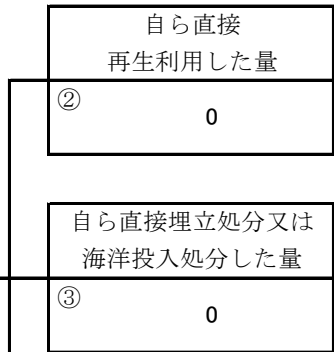 自ら直接
再生利用した量
②
0
自ら直接埋立処分又は
海洋投入処分した量
③
0